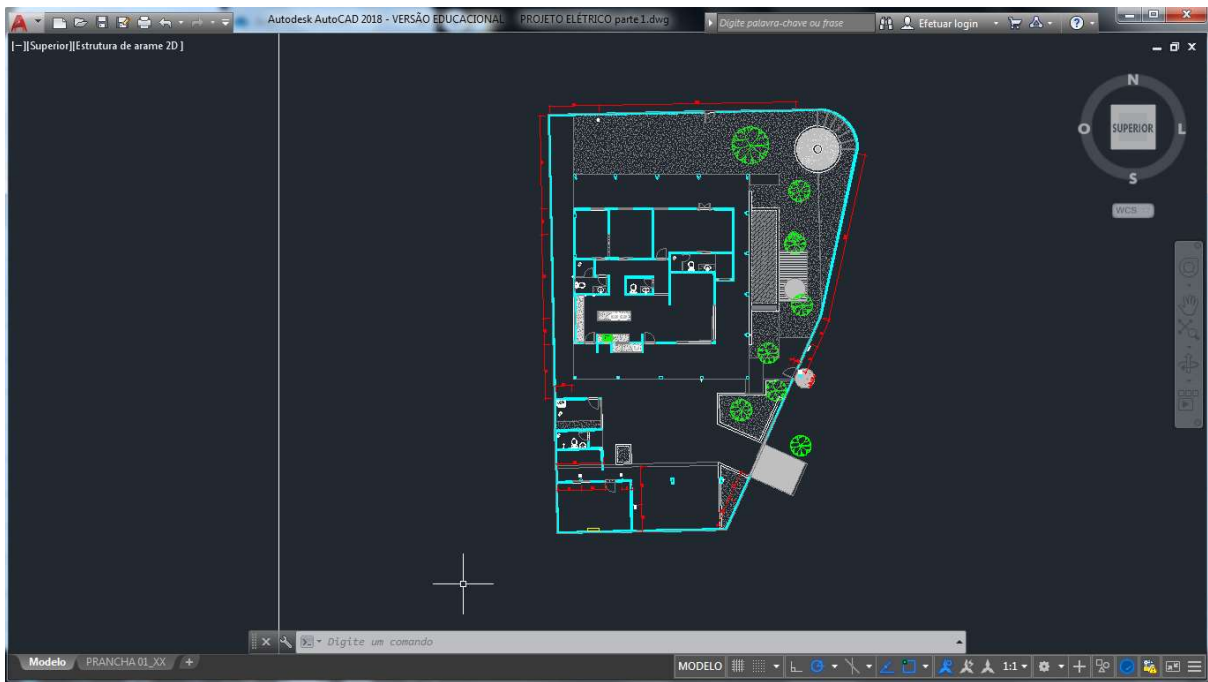 Autodesk AutoCAD 2018 - VERSÃO EDUCACIONAL PROJETO ELÉTRICO parte 1.dwg
Digite palavra-chave ou frase
Efetuar login
[−][Superior][Estrutura de arame 2D ]
N
O SUPERIOR L
S
WCS
Digite um comando
Modelo PRANCHA 01_XX +
MODELO 1:1